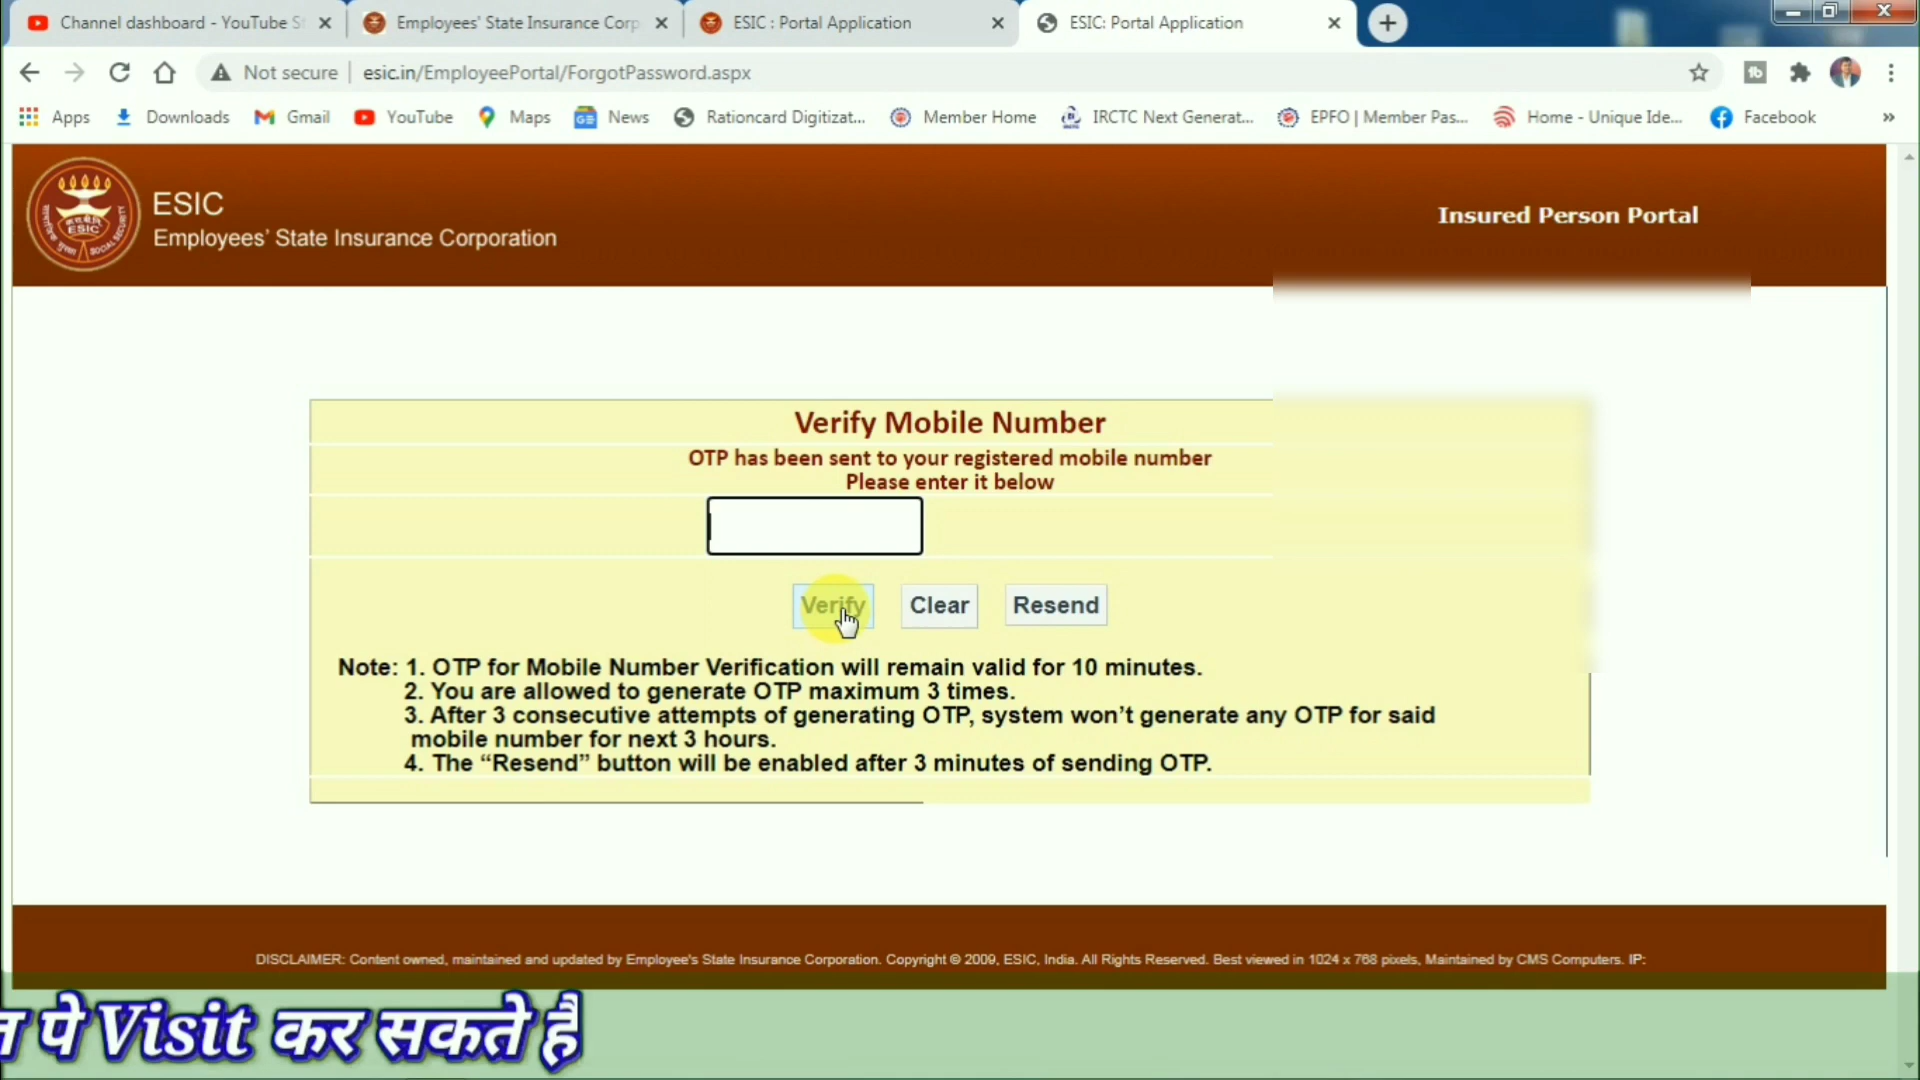 Channel dashboard - YouTube S
Employees' State Insurance Corp
ESIC : Portal Application
ESIC: Portal Application
Not secure
esic.in/EmployeePortal/ForgotPassword.aspx
Apps
Downloads
Gmail
YouTube
Maps
News
Rationcard Digitizat...
Member Home
IRCTC Next Generat...
EPFO | Member Pas...
Home - Unique Ide...
Facebook
»
ESIC
Employees' State Insurance Corporation
Insured Person Portal
Verify Mobile Number
OTP has been sent to your registered mobile number
Please enter it below
Verify
Clear
Resend
Note: 1. OTP for Mobile Number Verification will remain valid for 10 minutes.
2. You are allowed to generate OTP maximum 3 times.
3. After 3 consecutive attempts of generating OTP, system won't generate any OTP for said
mobile number for next 3 hours.
4. The “Resend” button will be enabled after 3 minutes of sending OTP.
DISCLAIMER: Content owned, maintained and updated by Employee's State Insurance Corporation. Copyright © 2009, ESIC, India. All Rights Reserved. Best viewed in 1024 x 768 pixels, Maintained by CMS Computers. IP:
पे Visit कर सकते हैं